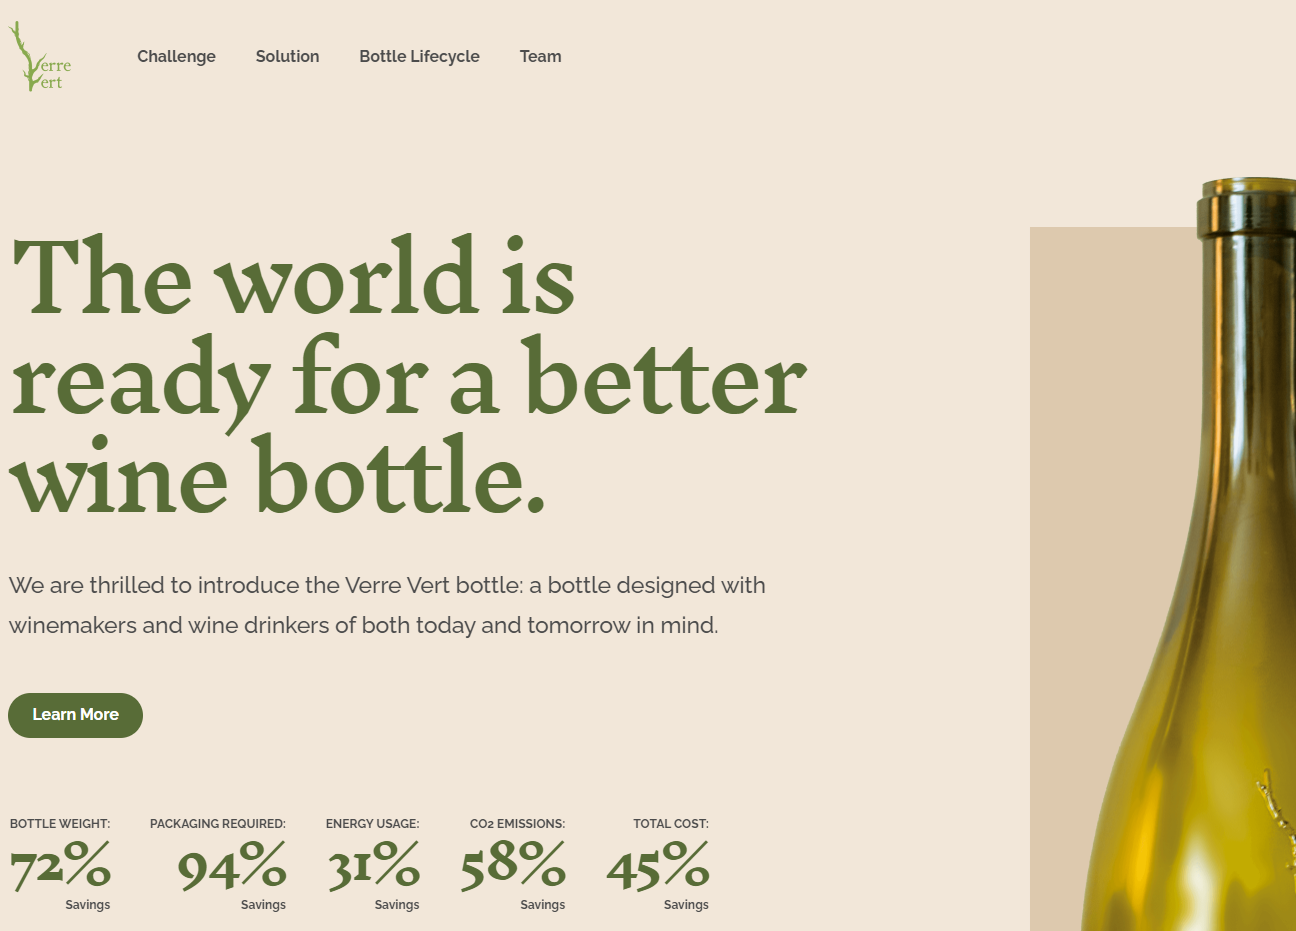 Verre
Vert
Challenge Solution Bottle Lifecycle Team
The world is
ready for a better
wine bottle.
We are thrilled to introduce the Verre Vert bottle: a bottle designed with
winemakers and wine drinkers of both today and tomorrow in mind.
Learn More
BOTTLE WEIGHT: PACKAGING REQUIRED: ENERGY USAGE: CO2 EMISSIONS: TOTAL COST:
72% 94% 31% 58% 45%
Savings Savings Savings Savings Savings